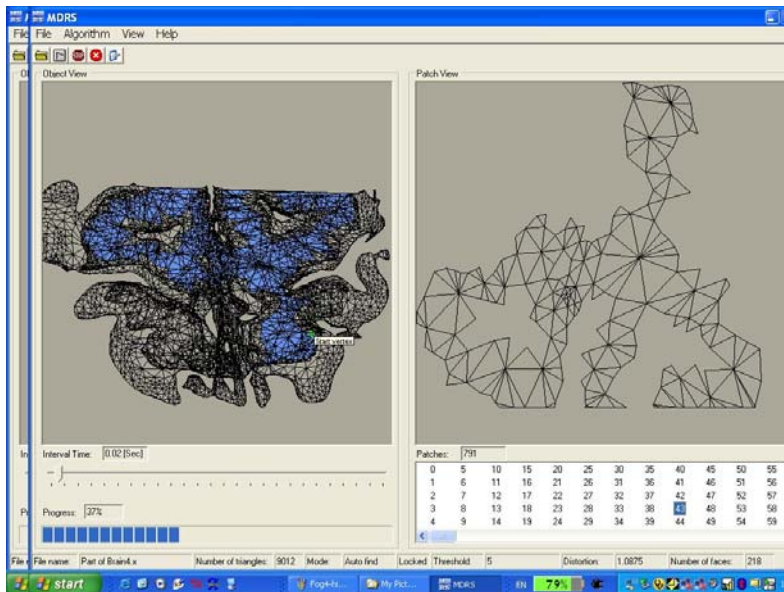 MDRS
File File Algorithm View Help
Object View
Patch View
Start vertex
Interval Time: 0.02 [Sec]
Patches: 791
0 5 10 15 20 25 30 35 40 45 50 55
1 6 11 16 21 26 31 36 41 46 51 56
2 7 12 17 22 27 32 37 42 47 52 57
3 8 13 18 23 28 33 38 43 48 53 58
4 9 14 19 24 29 34 39 44 49 54 59
Progress: 37%
File name: Part of Brain4.x Number of triangles: 9012 Mode: Auto find Locked Threshold 5 Distortion: 1.0875 Number of faces: 218
start
My Pict...
MDRS
EN
79%